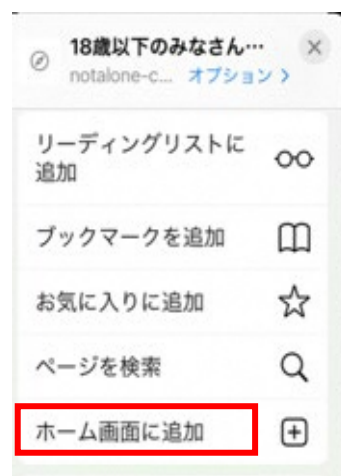 18歳以下のみなさん…
notalone-c... オプション >
リーディングリストに
追加
ブックマークを追加
お気に入りに追加
ページを検索
ホーム画面に追加